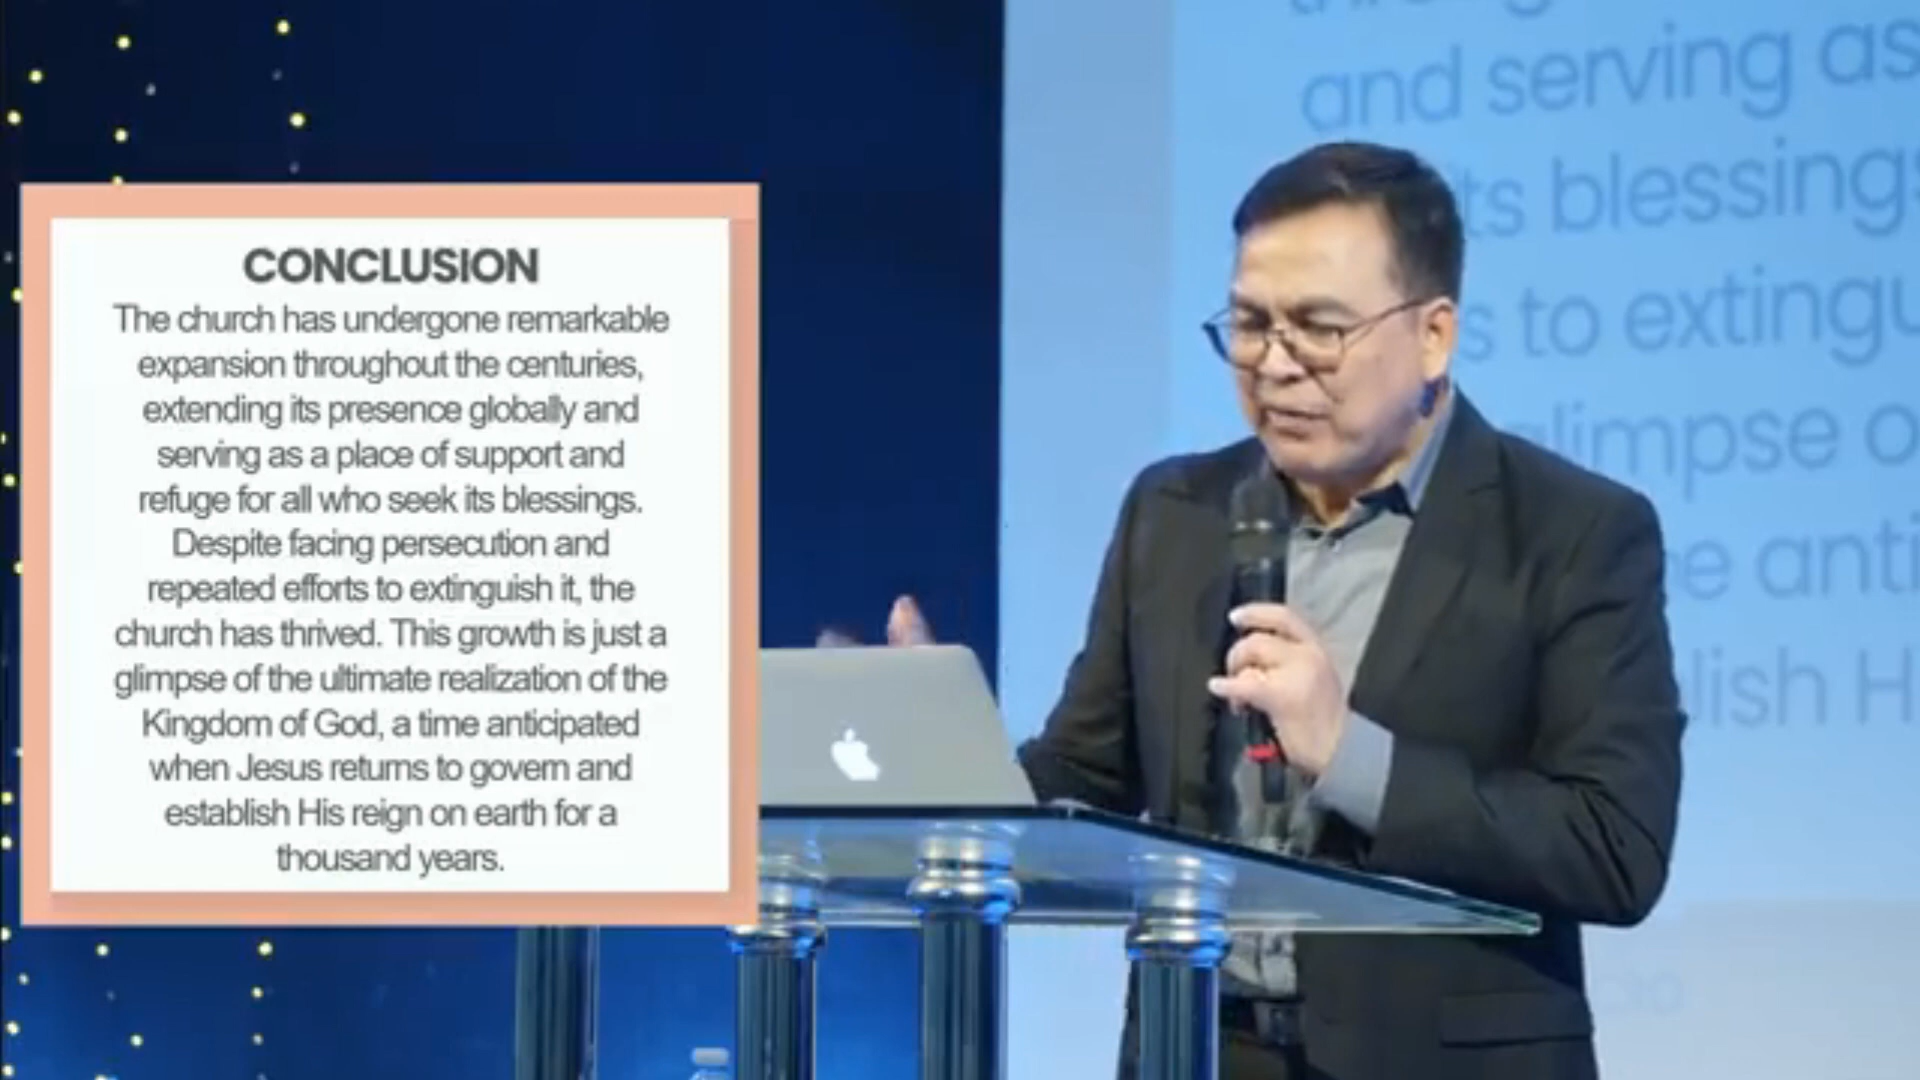 CONCLUSION
The church has undergone remarkable
expansion throughout the centuries,
extending its presence globally and
serving as a place of support and
refuge for all who seek its blessings.
Despite facing persecution and
repeated efforts to extinguish it, the
church has thrived. This growth is just a
glimpse of the ultimate realization of the
Kingdom of God, a time anticipated
when Jesus returns to govern and
establish His reign on earth for a
thousand years.
and serving as
its blessings
to extingu
glimpse o
anti
lish H